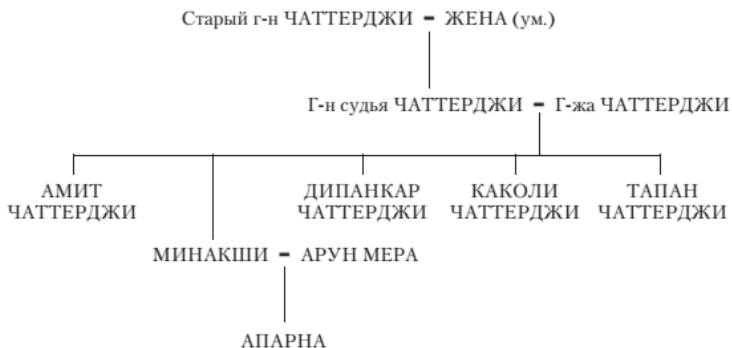 Старый г-н ЧАТТЕРДЖИ – ЖЕНА (ум.)
Г-н судья ЧАТТЕРДЖИ – Г-жа ЧАТТЕРДЖИ
АМИТ ЧАТТЕРДЖИ
ДИПАНКАР ЧАТТЕРДЖИ
КАКОЛИ ЧАТТЕРДЖИ
ТАПАН ЧАТТЕРДЖИ
МИНАКШИ – АРУН МЕРА
АПАРНА